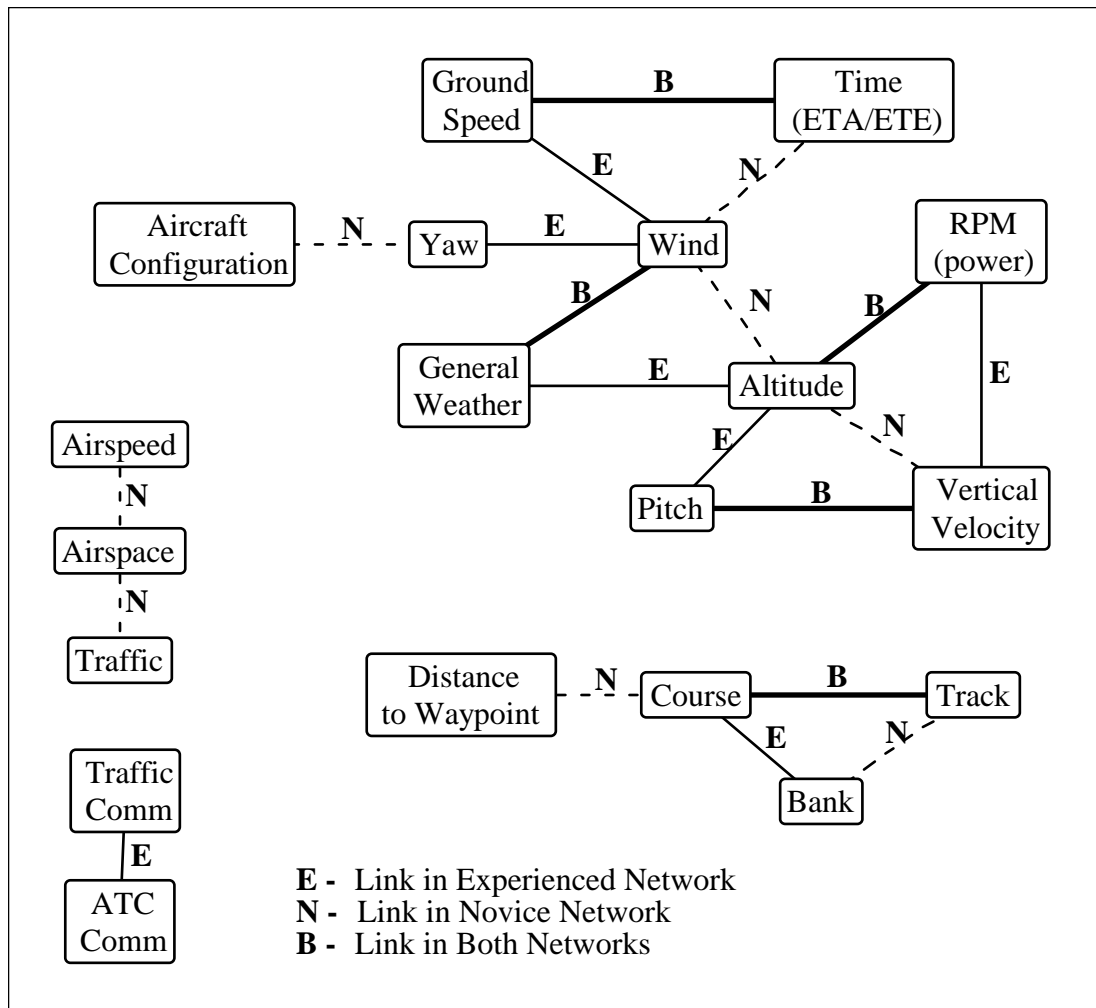 Ground
Speed
B
Time
(ETA/ETE)
E
N
Aircraft
Configuration
N
Yaw
E
Wind
RPM
(power)
B
N
B
General
Weather
E
Altitude
E
Airspeed
E
N
N
Pitch
B
Vertical
Velocity
Airspace
N
Traffic
Distance
to Waypoint
N
Course
B
Track
E
N
Bank
Traffic
Comm
E
ATC
Comm
E - Link in Experienced Network
N - Link in Novice Network
B - Link in Both Networks